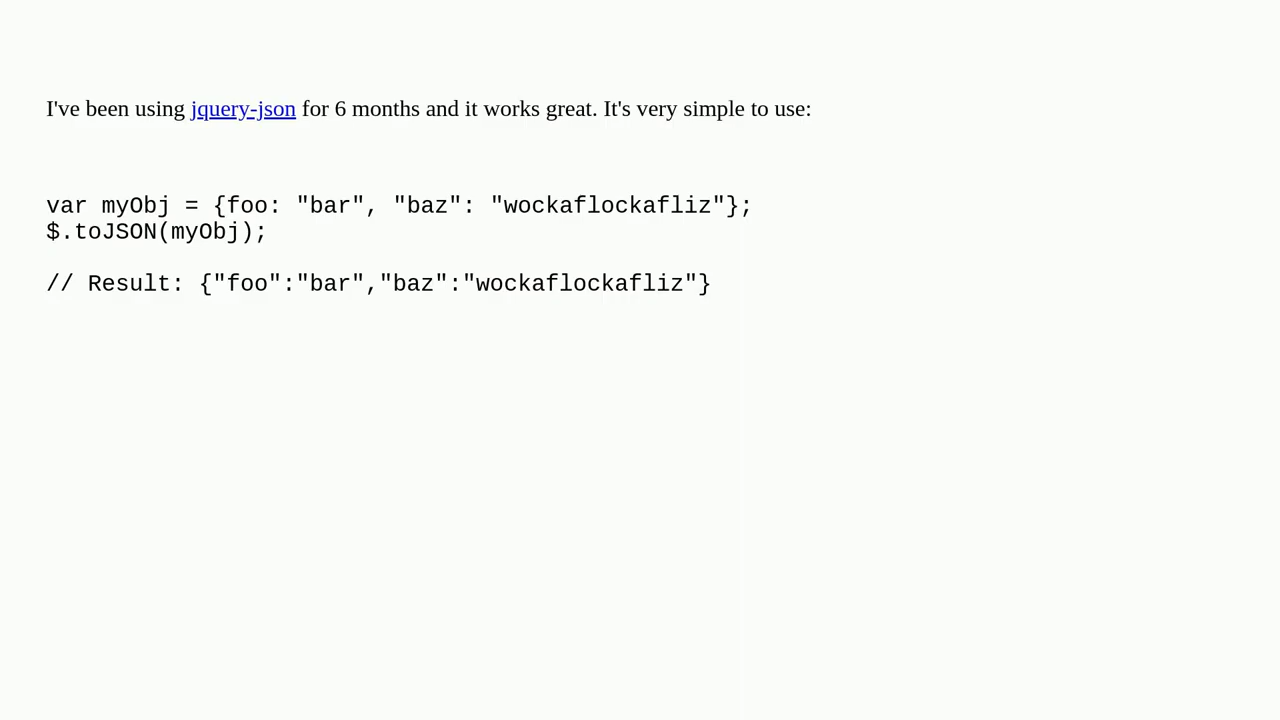 I've been using jquery-json for 6 months and it works great. It's very simple to use:
var myObj = {foo: "bar", "baz": "wockaflockafliz"};
$.toJSON(myObj);
// Result: {"foo":"bar","baz":"wockaflockafliz"}